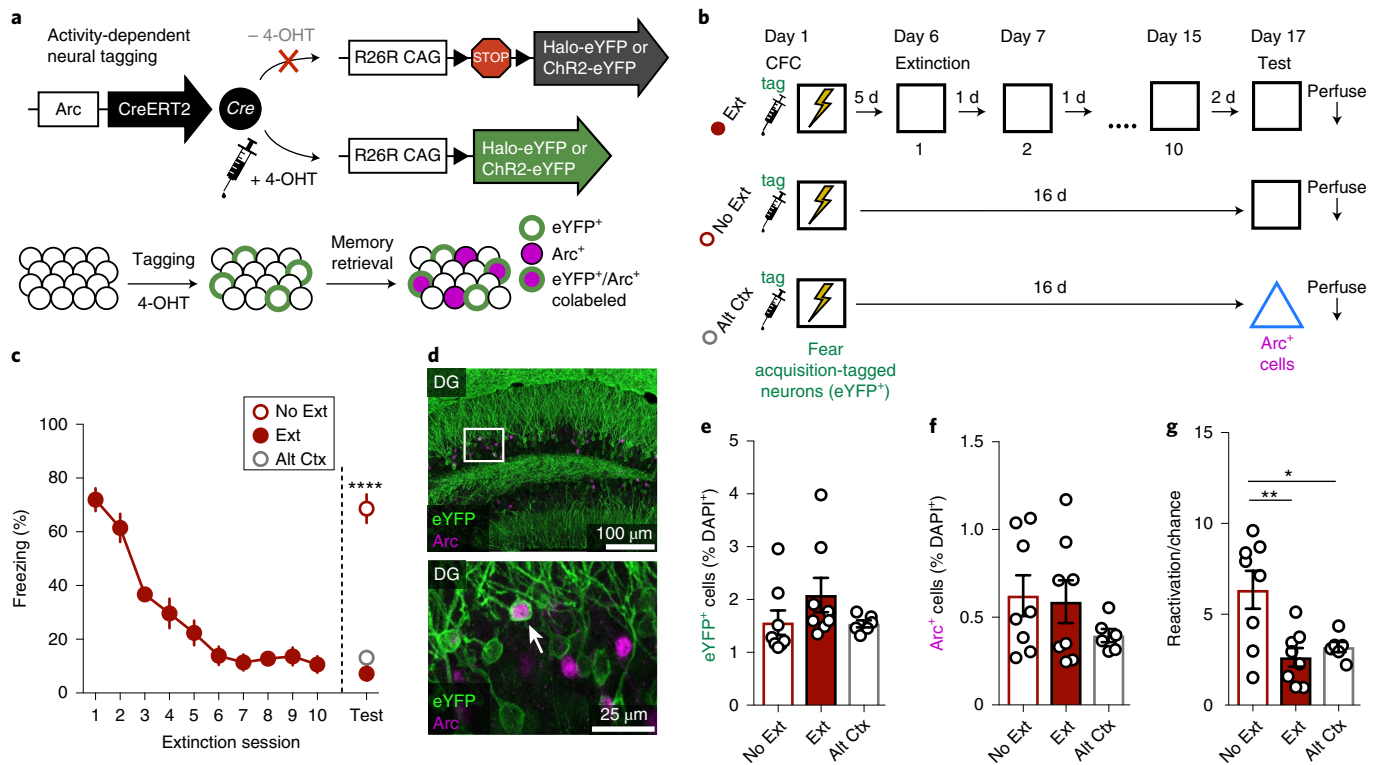 a
Activity-dependent
neural tagging
– 4-OHT
Arc
CreERT2
Cre
+ 4-OHT
R26R CAG
STOP
Halo-eYFP or
ChR2-eYFP
R26R CAG
Halo-eYFP or
ChR2-eYFP
Tagging
4-OHT
Memory
retrieval
eYFP⁺
Arc⁺
eYFP⁺/Arc⁺
colabeled
b
Day 1
CFC
Day 6
Extinction
Day 7
Day 15
Day 17
Test
Ext
tag
5 d
1 d
1 d
....
2 d
Perfuse
1
2
10
No Ext
tag
16 d
Perfuse
Alt Ctx
tag
16 d
Perfuse
Fear
acquisition-tagged
neurons (eYFP⁺)
Arc⁺
cells
c
No Ext
Ext
Alt Ctx
****
Freezing (%)
100
80
60
40
20
0
1 2 3 4 5 6 7 8 9 10 Test
Extinction session
d
DG
eYFP
Arc
100 µm
DG
eYFP
Arc
25 µm
e
eYFP⁺ cells (% DAPI⁺)
5
4
3
2
1
0
No Ext
Ext
Alt Ctx
f
Arc⁺ cells (% DAPI⁺)
1.5
1.0
0.5
0
No Ext
Ext
Alt Ctx
g
Reactivation/chance
15
10
5
0
*
**
No Ext
Ext
Alt Ctx